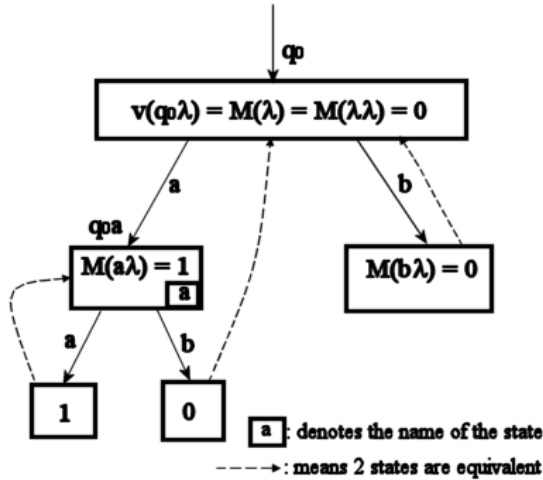 q₀
v(q₀λ) = M(λ) = M(λλ) = 0
a
b
q₀a
M(aλ) = 1
a
M(bλ) = 0
a
b
1
0
a : denotes the name of the state
: means 2 states are equivalent